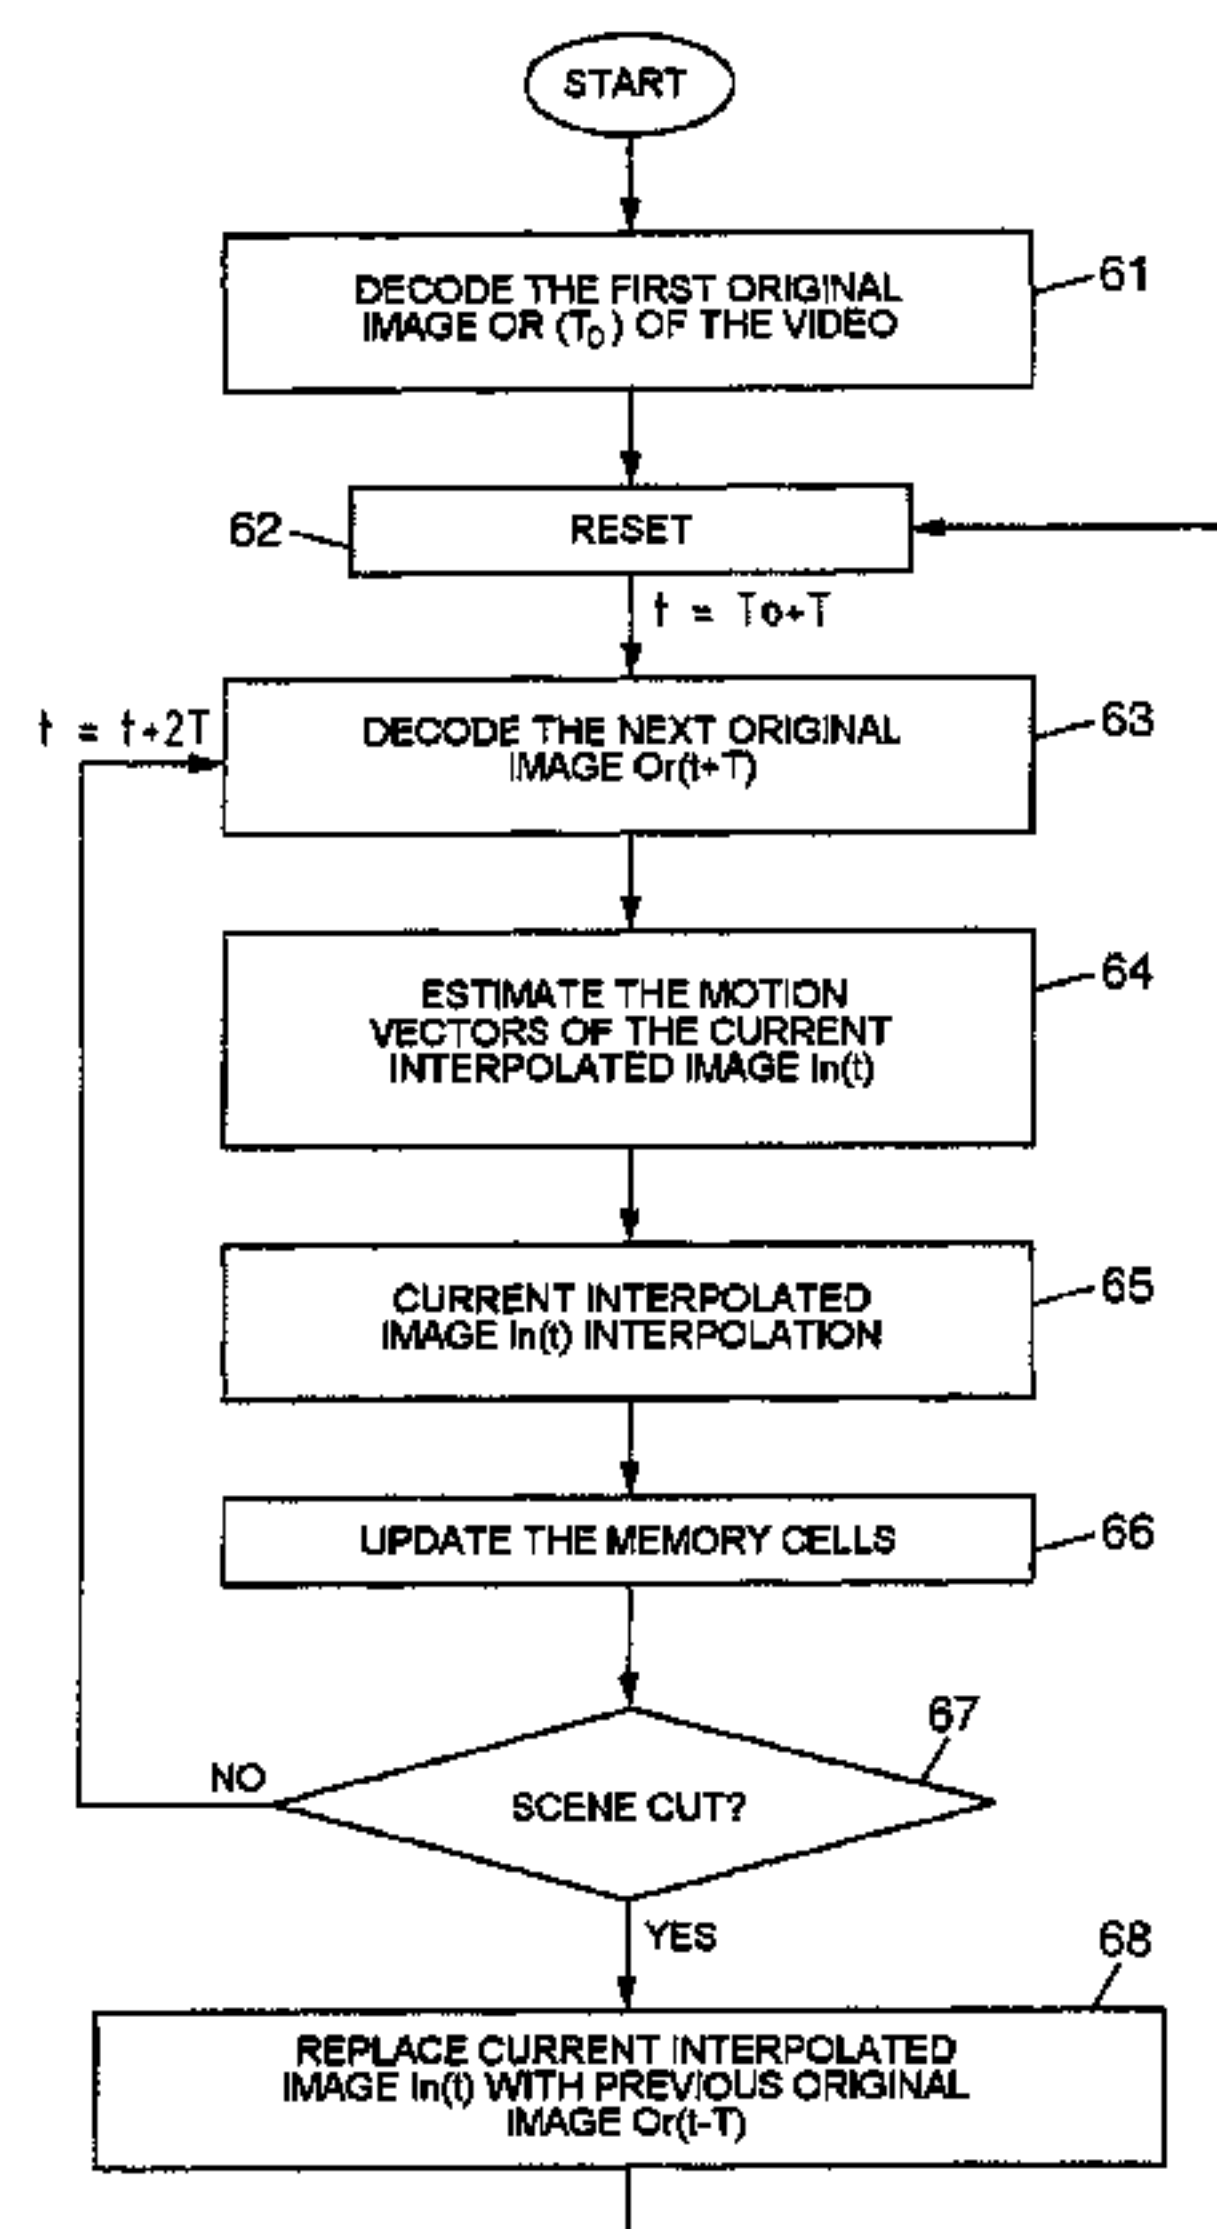 START
DECODE THE FIRST ORIGINAL
IMAGE OR (T0) OF THE VIDEO
61
RESET
62
t = To+T
t = t+2T
DECODE THE NEXT ORIGINAL
IMAGE Or(t+T)
63
ESTIMATE THE MOTION
VECTORS OF THE CURRENT
INTERPOLATED IMAGE In(t)
64
CURRENT INTERPOLATED
IMAGE In(t) INTERPOLATION
65
UPDATE THE MEMORY CELLS
66
67
NO
SCENE CUT?
YES
68
REPLACE CURRENT INTERPOLATED
IMAGE In(t) WITH PREVIOUS ORIGINAL
IMAGE Or(t-T)